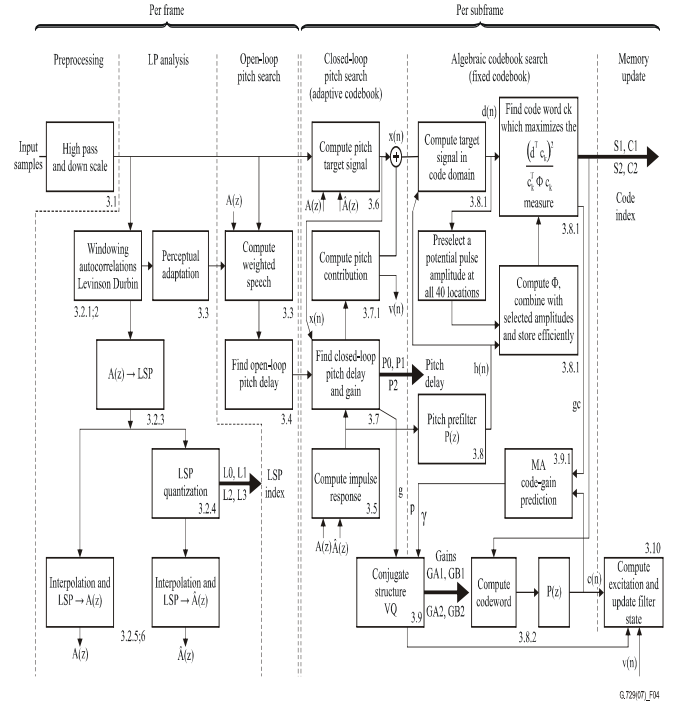 Per frame
Per subframe
Preprocessing
LP analysis
Open-loop
pitch search
Closed-loop
pitch search
(adaptive codebook)
Algebraic codebook search
(fixed codebook)
Memory
update
Input
samples
High pass
and down scale
3.1
Windowing
autocorrelations
Levinson Durbin
3.2.1;2
Perceptual
adaptation
3.3
A(z)
Compute
weighted
speech
3.3
A(z) → LSP
3.2.3
Find open-loop
pitch delay
3.4
LSP
quantization
3.2.4
L0, L1
L2, L3
LSP
index
Interpolation and
LSP → A(z)
Interpolation and
LSP → Â(z)
3.2.5;6
A(z)
Â(z)
Compute pitch
target signal
3.6
A(z)
Â(z)
x(n)
+
Compute pitch
contribution
3.7.1
v(n)
x(n)
Find closed-loop
pitch delay
and gain
3.7
P0, P1
P2
Pitch
delay
Compute impulse
response
3.5
A(z)
Â(z)
Pitch prefilter
P(z)
3.8
h(n)
g
p
γ
Compute target
signal in
code domain
3.8.1
d(n)
Find code word ck
which maximizes the
(dᵀ cₖ)²
cₖᵀ Φ cₖ
measure
3.8.1
S1, C1
S2, C2
Code
index
Preselect a
potential pulse
amplitude at
all 40 locations
Compute Φ,
combine with
selected amplitudes
and store efficiently
3.8.1
gc
3.9.1
MA
code-gain
prediction
Conjugate
structure
VQ
3.9
Gains
GA1, GB1
GA2, GB2
Compute
codeword
P(z)
3.8.2
c(n)
3.10
Compute
excitation and
update filter
state
v(n)
G.729(07)_F04